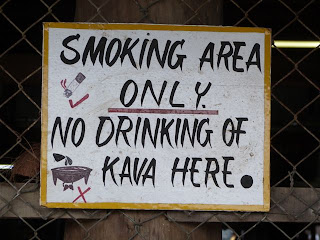 SMOKING AREA
ONLY.
NO DRINKING OF
KAVA HERE.